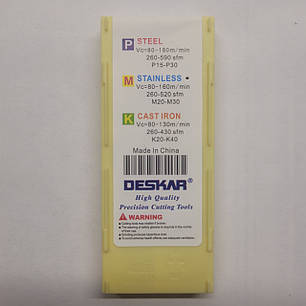 P STEEL
Vc=80-180m/min
260-590 sfm
P15-P30
M STAINLESS
Vc=80-160m/min
260-520 sfm
M20-M30
K CAST IRON
Vc=80-130m/min
260-430 sfm
K20-K40
Made In China
DESKAR®
High Quality
Precision Cutting Tools
WARNING